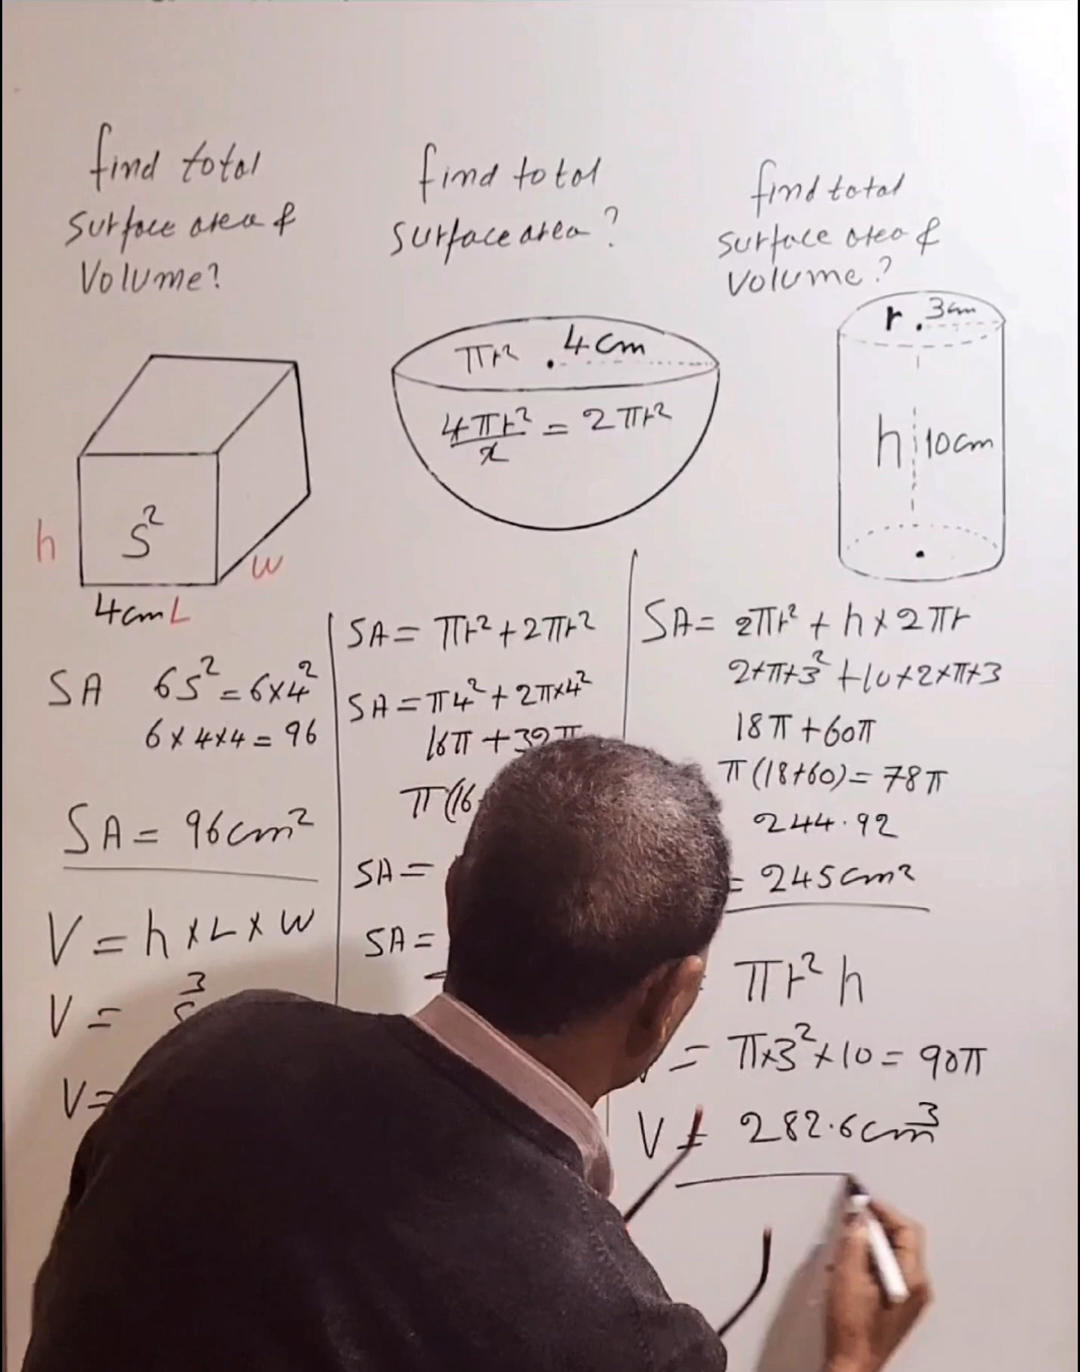 find total
surface area &
Volume?
S²
h
w
4cm L
SA 6S² = 6×4²
6×4×4 = 96
SA = 96cm²
V = h×L×W
V = 3
V=
find total
surface area?
πr² 4cm
4πr²/2 = 2πr²
SA = πr²+2πr²
SA = π4²+2π×4²
16π + 32π
π(16
SA=
SA=
find total
surface area &
volume?
r 3cm
h 10cm
SA= 2πr² + h×2πr
2×π×3² + 10×2×π×3
18π + 60π
π(18+60) = 78π
244.92
= 245cm²
πr²h
= π×3²×10 = 90π
V = 282.6cm³